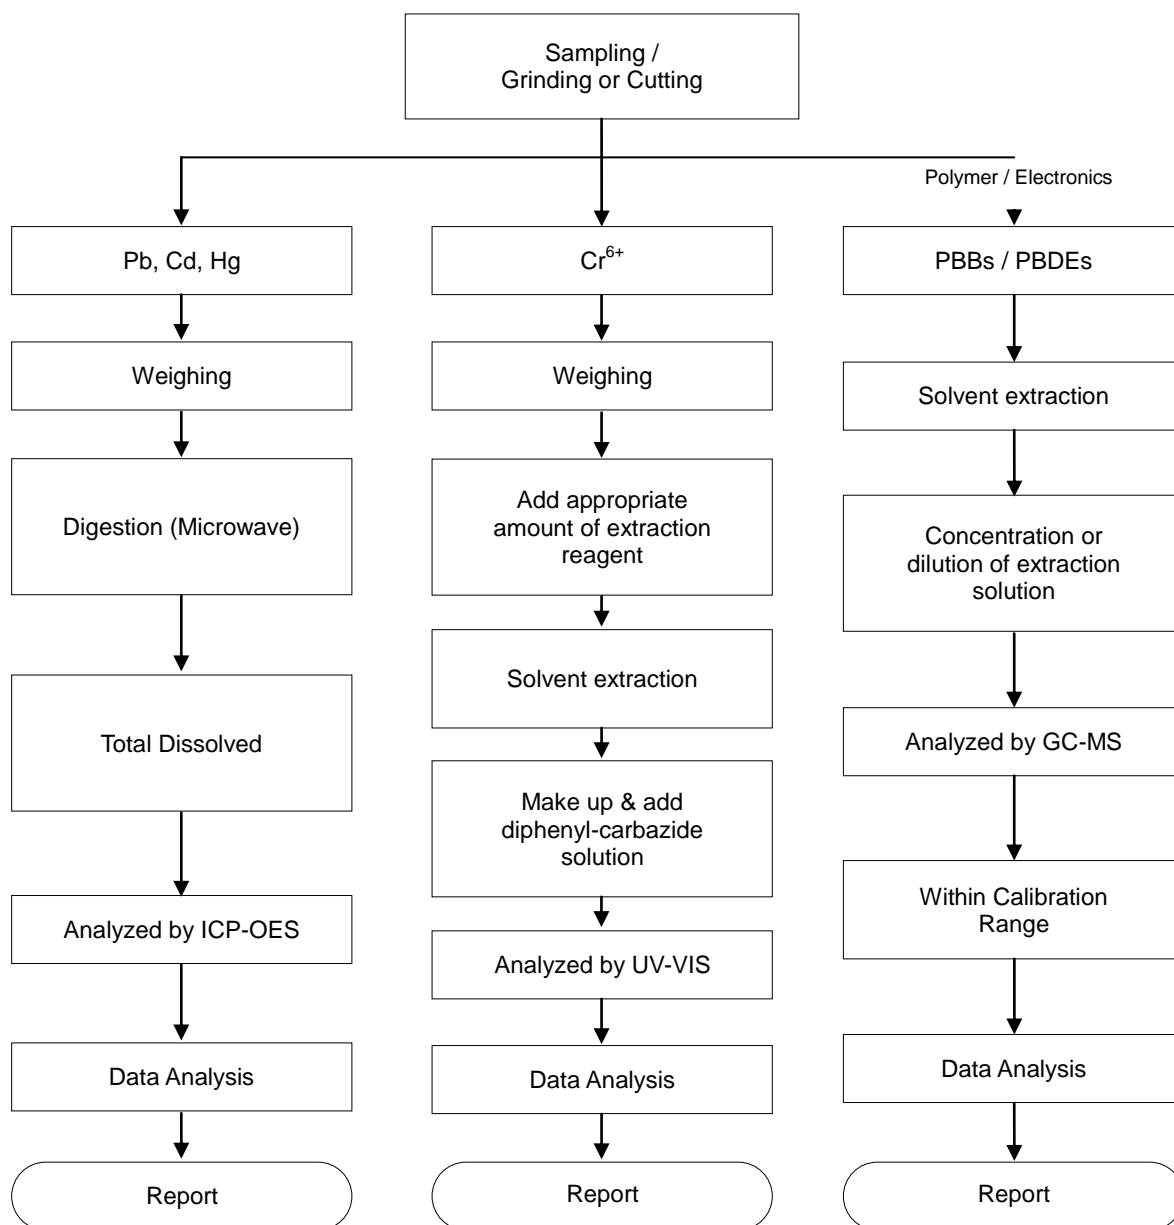 Sampling /
Grinding or Cutting
Polymer / Electronics
Pb, Cd, Hg
Weighing
Digestion (Microwave)
Total Dissolved
Analyzed by ICP-OES
Data Analysis
Report
Cr6+
Weighing
Add appropriate
amount of extraction
reagent
Solvent extraction
Make up & add
diphenyl-carbazide
solution
Analyzed by UV-VIS
Data Analysis
Report
PBBs / PBDEs
Solvent extraction
Concentration or
dilution of extraction
solution
Analyzed by GC-MS
Within Calibration
Range
Data Analysis
Report